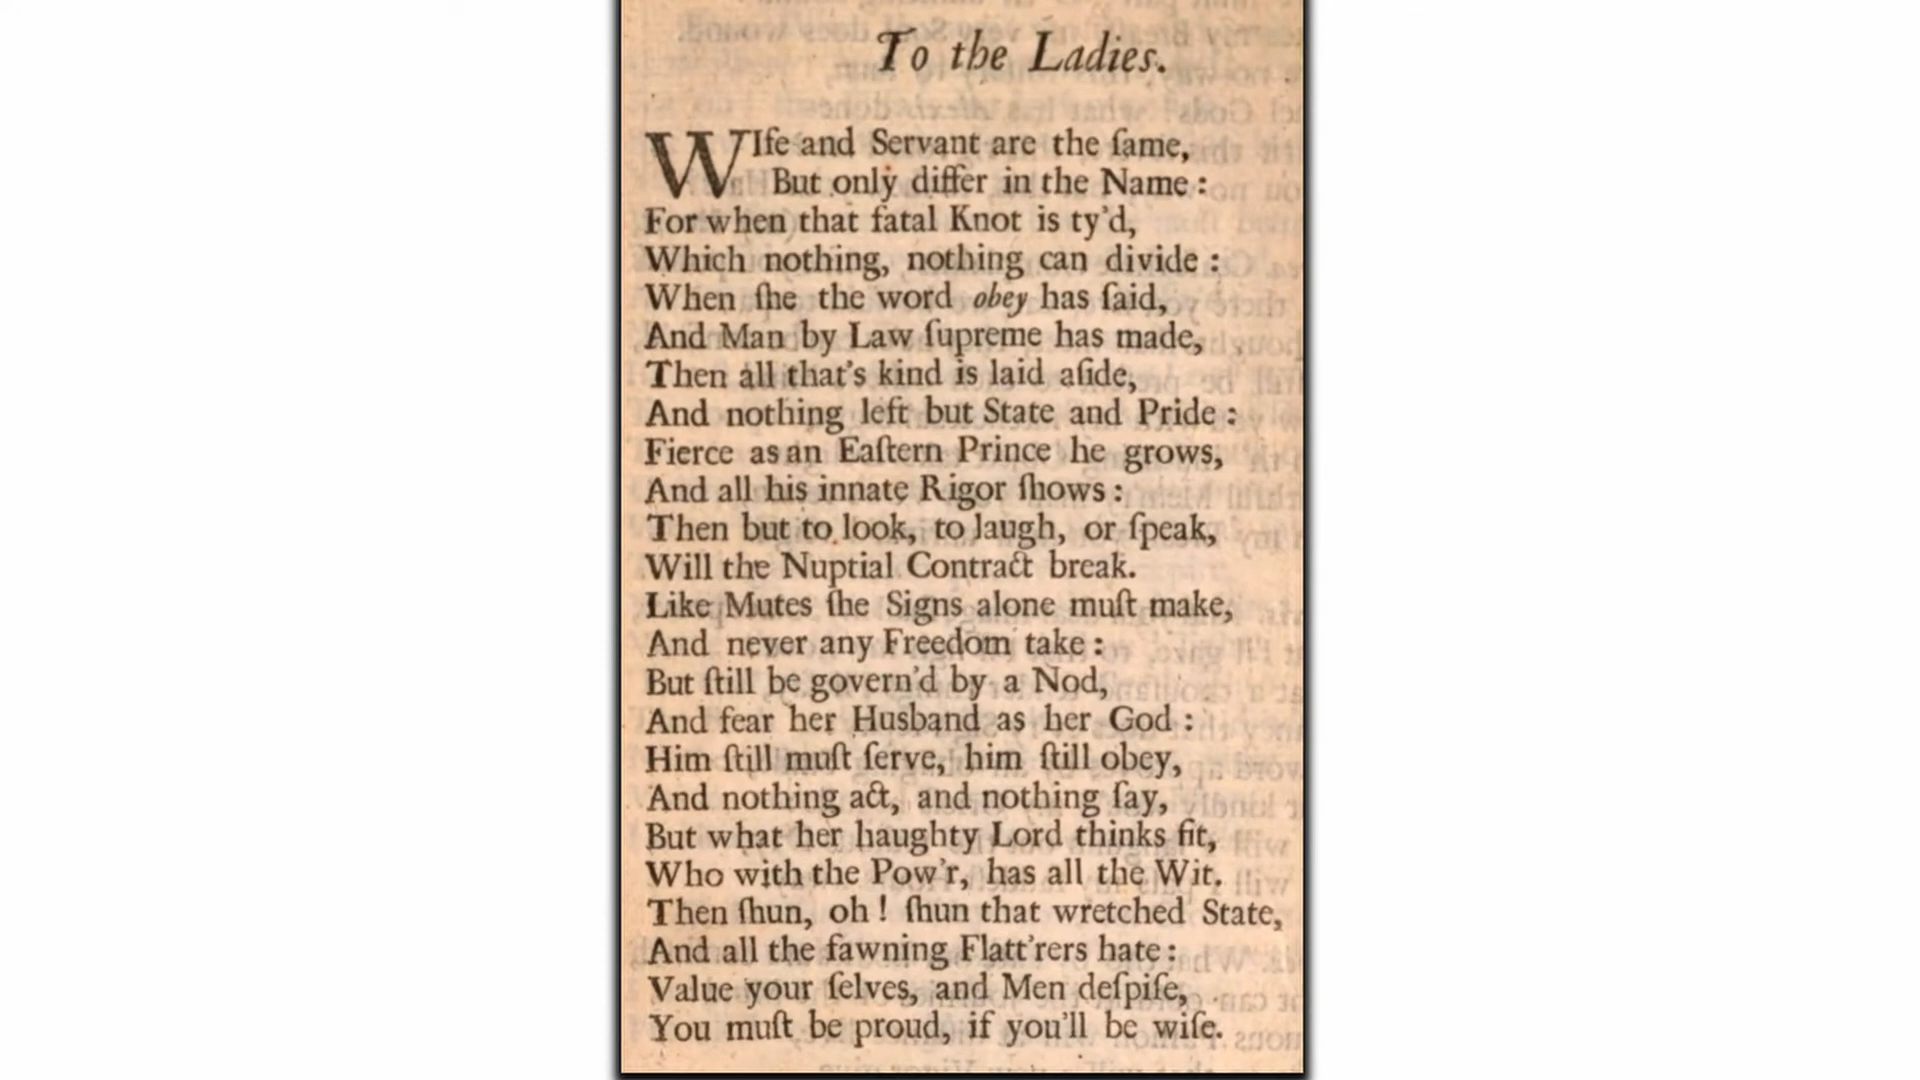 To the Ladies.
WIfe and Servant are the ſame,
But only differ in the Name:
For when that fatal Knot is ty'd,
Which nothing, nothing can divide:
When ſhe the word obey has ſaid,
And Man by Law ſupreme has made,
Then all that's kind is laid aſide,
And nothing left but State and Pride:
Fierce as an Eaſtern Prince he grows,
And all his innate Rigor ſhows:
Then but to look, to laugh, or ſpeak,
Will the Nuptial Contract break.
Like Mutes ſhe Signs alone muſt make,
And never any Freedom take:
But ſtill be govern'd by a Nod,
And fear her Husband as her God:
Him ſtill muſt ſerve, him ſtill obey,
And nothing act, and nothing ſay,
But what her haughty Lord thinks fit,
Who with the Pow'r, has all the Wit.
Then ſhun, oh! ſhun that wretched State,
And all the fawning Flatt'rers hate:
Value your ſelves, and Men deſpiſe,
You muſt be proud, if you'll be wiſe.